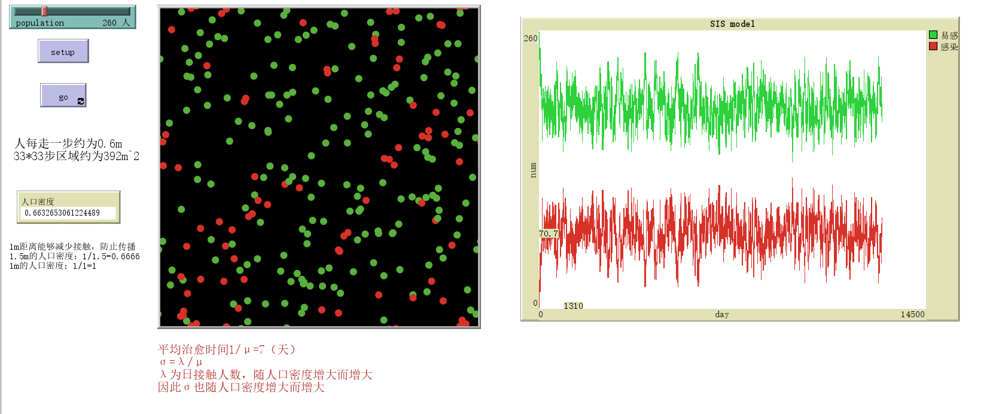 population 260 人
setup
go
人每走一步约为0.6m
33*33步区域约为392m^2
人口密度
0.6632653061224489
1m距离能够减少接触，防止传播
1.5m的人口密度：1/1.5=0.6666
1m的人口密度：1/1=1
平均治愈时间1/μ=7（天）
σ=λ/μ
λ为日接触人数，随人口密度增大而增大
因此σ也随人口密度增大而增大
SIS model
260
易感
感染
num
70.7
0
1310
0 day 14500